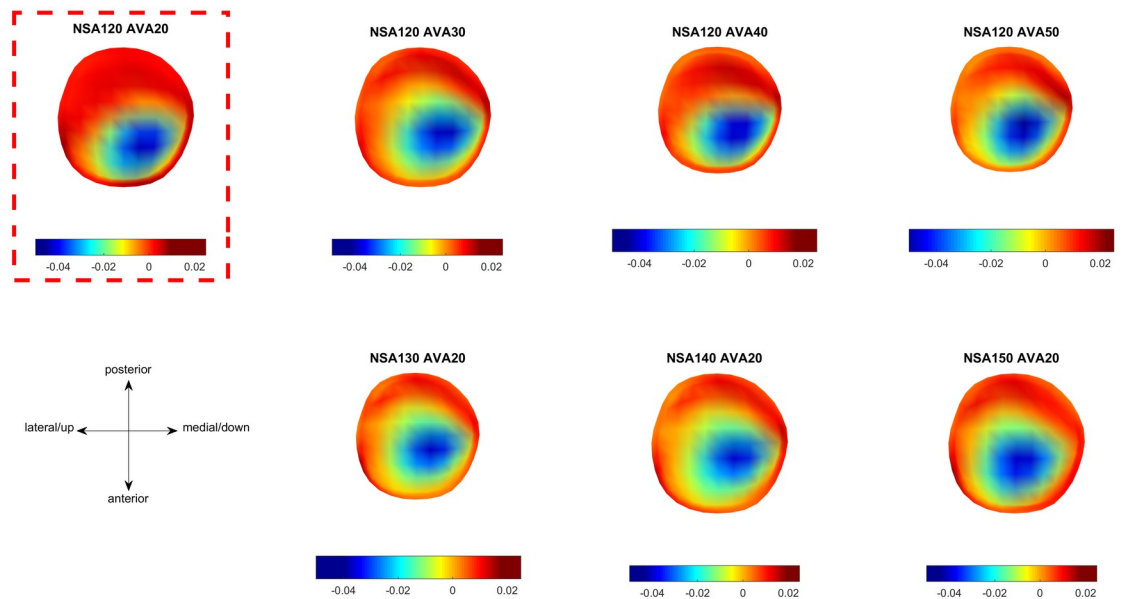 NSA120 AVA20
NSA120 AVA30
NSA120 AVA40
NSA120 AVA50
-0.04 -0.02 0 0.02
-0.04 -0.02 0 0.02
-0.04 -0.02 0 0.02
-0.04 -0.02 0 0.02
posterior
lateral/up medial/down
anterior
NSA130 AVA20
NSA140 AVA20
NSA150 AVA20
-0.04 -0.02 0 0.02
-0.04 -0.02 0 0.02
-0.04 -0.02 0 0.02